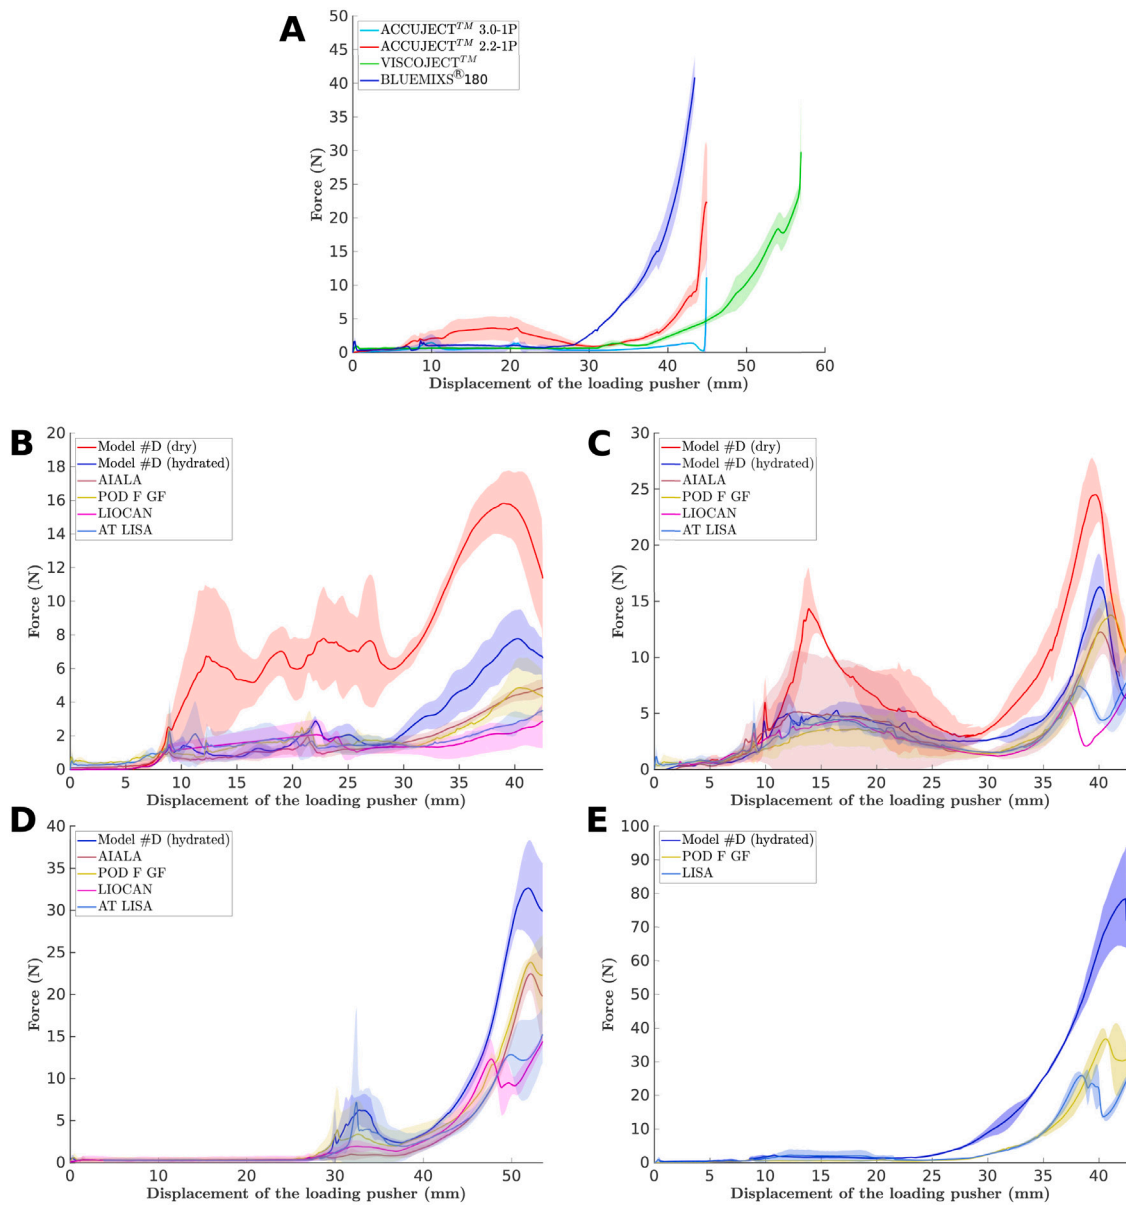 A
ACCUJECT^TM 3.0-1P
ACCUJECT^TM 2.2-1P
VISCOJECT^TM
BLUEMIXS^®180
50
45
40
35
30
25
20
15
10
5
0
Force (N)
0 10 20 30 40 50 60
Displacement of the loading pusher (mm)
B
Model #D (dry)
Model #D (hydrated)
AIALA
POD F GF
LIOCAN
AT LISA
20
18
16
14
12
10
8
6
4
2
0
Force (N)
0 5 10 15 20 25 30 35 40
Displacement of the loading pusher (mm)
C
Model #D (dry)
Model #D (hydrated)
AIALA
POD F GF
LIOCAN
AT LISA
30
25
20
15
10
5
0
Force (N)
0 5 10 15 20 25 30 35 40
Displacement of the loading pusher (mm)
D
Model #D (hydrated)
AIALA
POD F GF
LIOCAN
AT LISA
40
35
30
25
20
15
10
5
0
Force (N)
0 10 20 30 40 50
Displacement of the loading pusher (mm)
E
Model #D (hydrated)
POD F GF
LISA
100
90
80
70
60
50
40
30
20
10
0
Force (N)
0 5 10 15 20 25 30 35 40
Displacement of the loading pusher (mm)